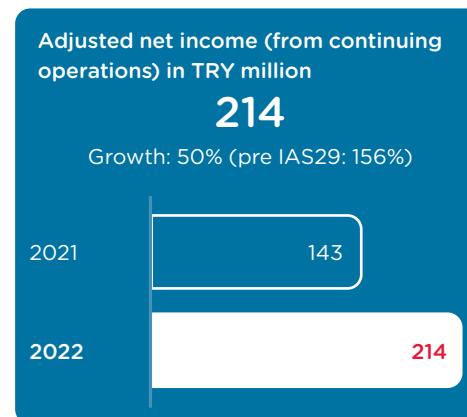 Adjusted net income (from continuing
operations) in TRY million
214
Growth: 50% (pre IAS29: 156%)
2021 143
2022 214